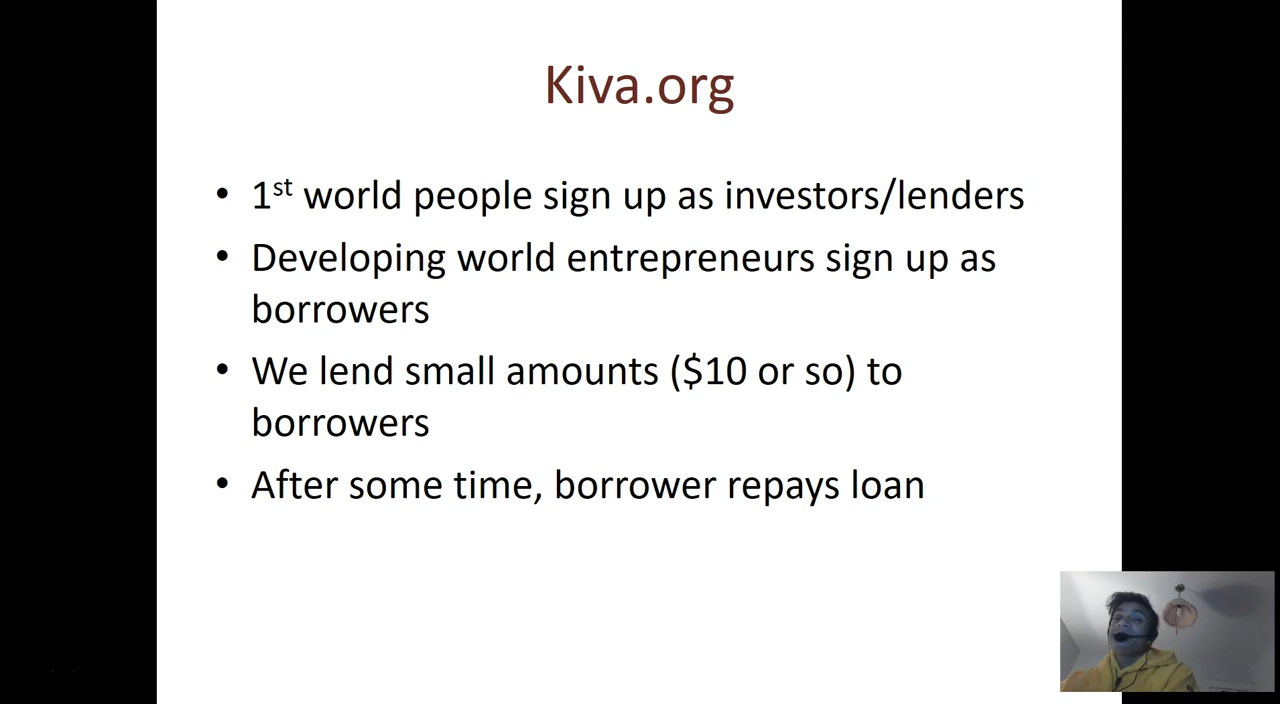 Kiva.org
• 1st world people sign up as investors/lenders
• Developing world entrepreneurs sign up as
borrowers
• We lend small amounts ($10 or so) to
borrowers
• After some time, borrower repays loan